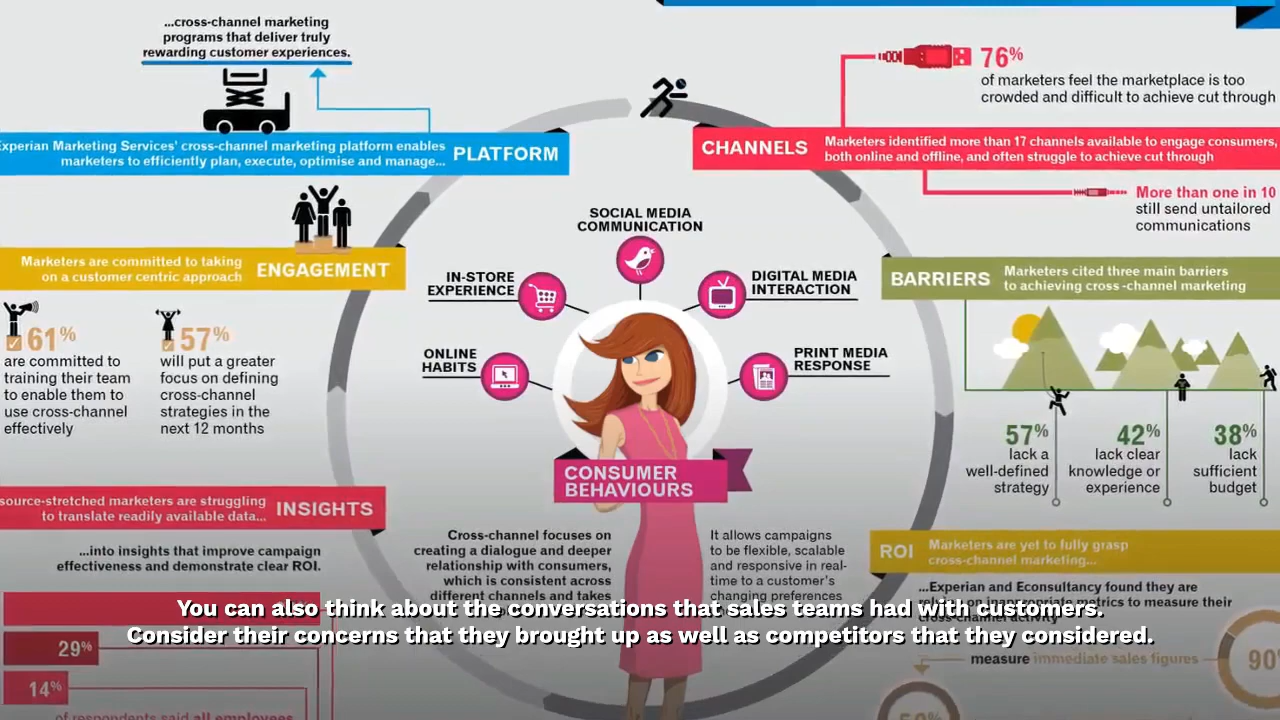 ...cross-channel marketing
programs that deliver truly
rewarding customer experiences.
Experian Marketing Services' cross-channel marketing platform enables
marketers to efficiently plan, execute, optimise and manage...
PLATFORM
Marketers are committed to taking
on a customer centric approach
ENGAGEMENT
61%
are committed to
training their team
to enable them to
use cross-channel
effectively
57%
will put a greater
focus on defining
cross-channel
strategies in the
next 12 months
source-stretched marketers are struggling
to translate readily available data...
INSIGHTS
...into insights that improve campaign
effectiveness and demonstrate clear ROI.
29%
14%
of respondents said all employees
SOCIAL MEDIA
COMMUNICATION
IN-STORE
EXPERIENCE
DIGITAL MEDIA
INTERACTION
ONLINE
HABITS
PRINT MEDIA
RESPONSE
CONSUMER
BEHAVIOURS
Cross-channel focuses on
creating a dialogue and deeper
relationship with consumers,
which is consistent across
different channels and takes
It allows campaigns
to be flexible, scalable
and responsive in real-
time to a customer's
changing preferences
76%
of marketers feel the marketplace is too
crowded and difficult to achieve cut through
CHANNELS
Marketers identified more than 17 channels available to engage consumers,
both online and offline, and often struggle to achieve cut through
More than one in 10
still send untailored
communications
BARRIERS
Marketers cited three main barriers
to achieving cross-channel marketing
57%
lack a
well-defined
strategy
42%
lack clear
knowledge or
experience
38%
lack
sufficient
budget
ROI
Marketers are yet to fully grasp
cross-channel marketing...
...Experian and Econsultancy found they are
metrics to measure their
cross-channel activity
measure immediate sales figures
90%
You can also think about the conversations that sales teams had with customers.
Consider their concerns that they brought up as well as competitors that they considered.